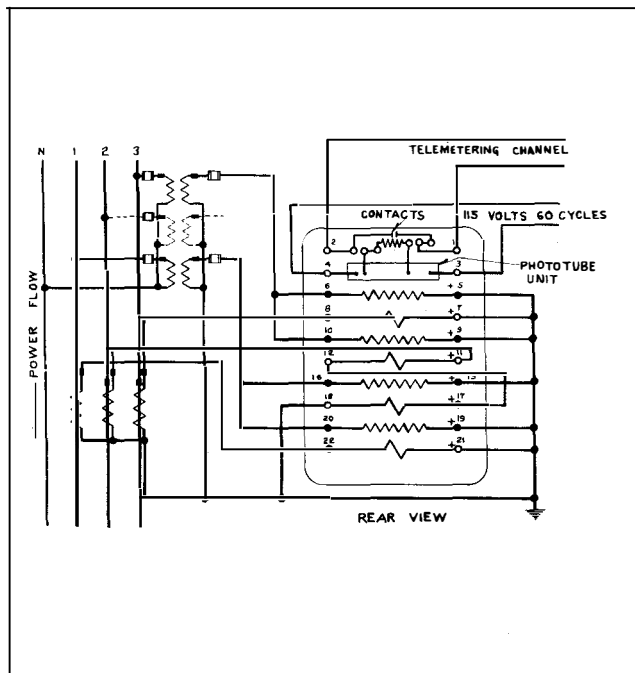 N 1 2 3
TELEMETERING CHANNEL
CONTACTS
115 VOLTS 60 CYCLES
2 1
4 3
PHOTOTUBE
UNIT
6 +5
8 +7
10 +9
12 +11
16 +
18 +17
20 +19
22 +21
POWER FLOW
REAR VIEW